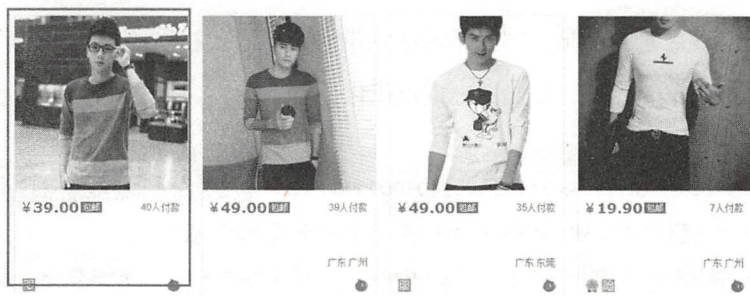 ¥39.00 包邮 40人付款
¥49.00 包邮 39人付款
广东 广州
¥49.00 包邮 35人付款
广东 东莞
¥19.90 包邮 7人付款
广东 广州